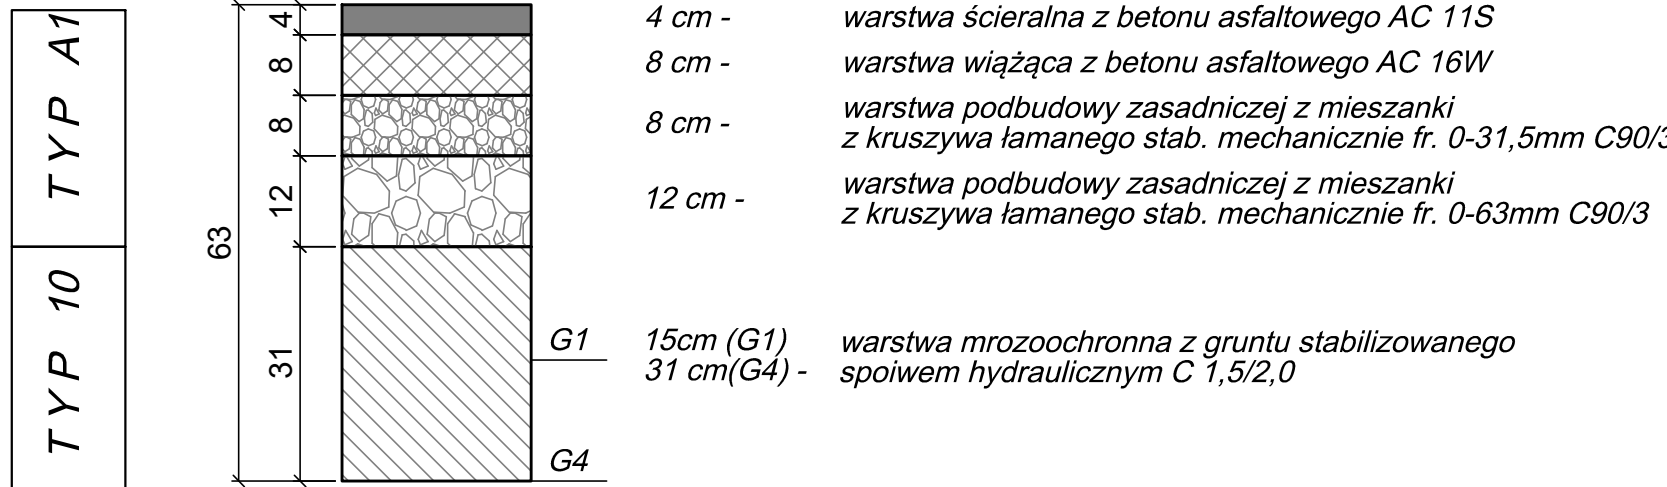 TYP A1
TYP 10
63
4
8
8
12
31
G1
G4
4 cm - warstwa ścieralna z betonu asfaltowego AC 11S
8 cm - warstwa wiążąca z betonu asfaltowego AC 16W
8 cm - warstwa podbudowy zasadniczej z mieszanki
z kruszywa łamanego stab. mechanicznie fr. 0-31,5mm C90/3
12 cm - warstwa podbudowy zasadniczej z mieszanki
z kruszywa łamanego stab. mechanicznie fr. 0-63mm C90/3
15cm (G1) warstwa mrozoochronna z gruntu stabilizowanego
31 cm(G4) - spoiwem hydraulicznym C 1,5/2,0